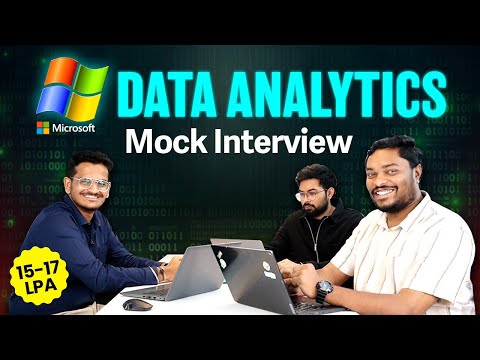 DATA ANALYTICS
Microsoft
Mock Interview
15-17
LPA